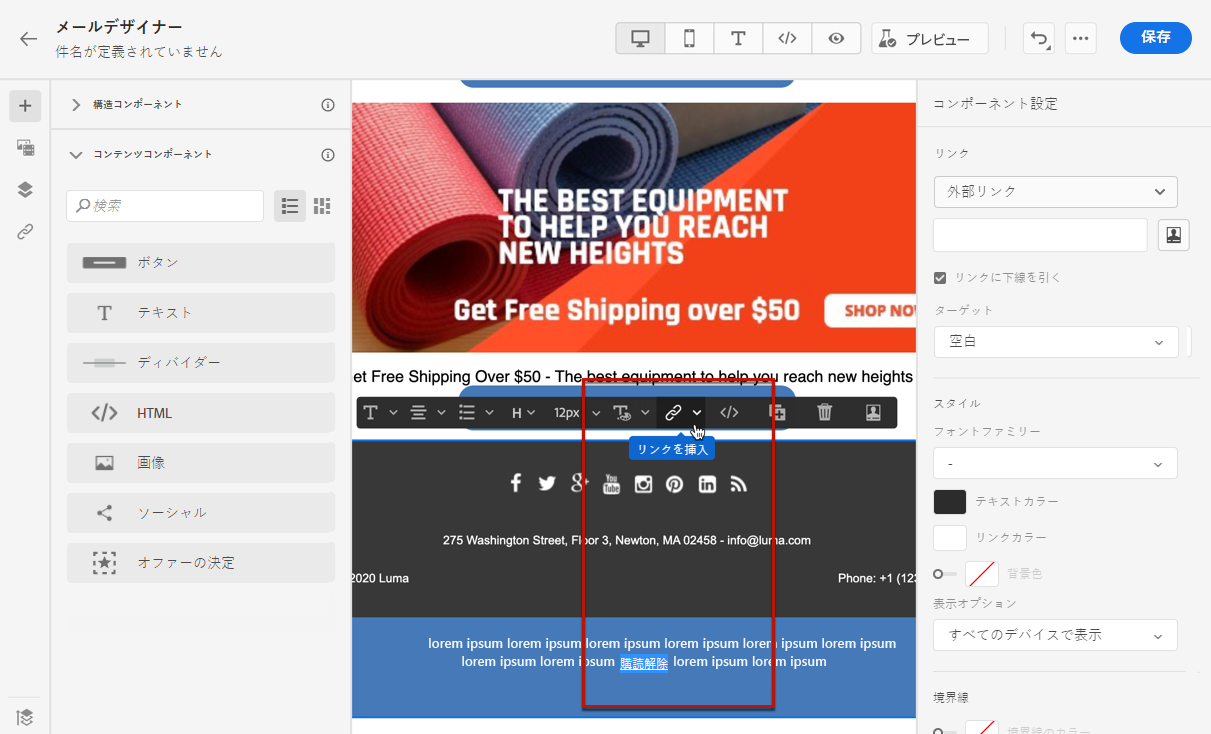 メールデザイナー
件名が定義されていません
プレビュー
保存
構造コンポーネント
コンテンツコンポーネント
検索
ボタン
テキスト
ディバイダー
HTML
画像
ソーシャル
オファーの決定
THE BEST EQUIPMENT
TO HELP YOU REACH
NEW HEIGHTS
Get Free Shipping over $50
SHOP NO
et Free Shipping Over $50 - The best equipment to help you reach new heights
H
12px
リンクを挿入
You
Tube
275 Washington Street, Floor 3, Newton, MA 02458 - info@luma.com
2020 Luma
Phone: +1 (123
lorem ipsum lorem ipsum lorem ipsum lorem ipsum lorem ipsum lorem ipsum
lorem ipsum lorem ipsum 購読解除 lorem ipsum lorem ipsum
コンポーネント設定
リンク
外部リンク
リンクに下線を引く
ターゲット
空白
スタイル
フォントファミリー
-
テキストカラー
リンクカラー
背景色
表示オプション
すべてのデバイスで表示
境界線
境界線のカラー